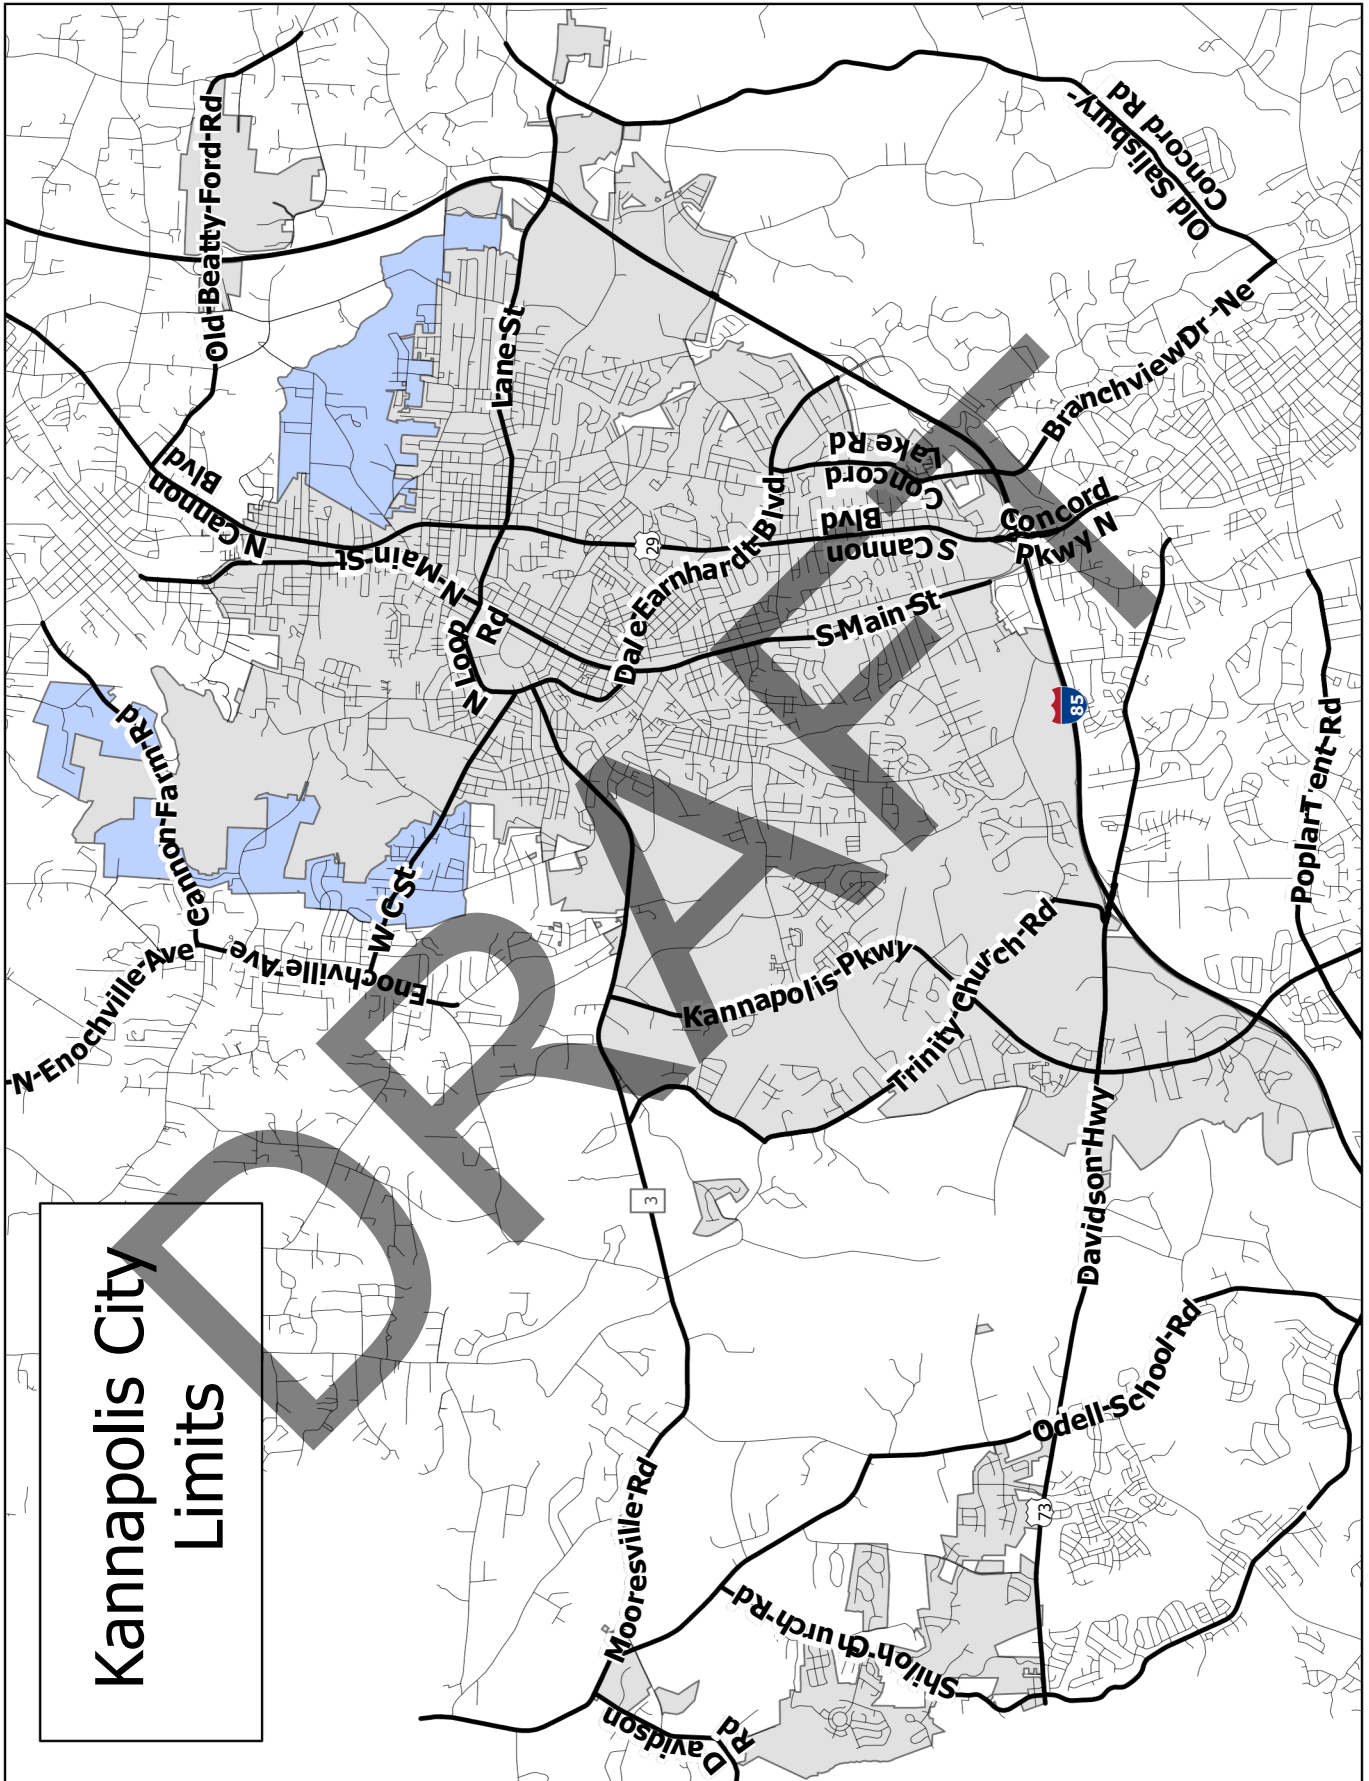 Kannapolis City
Limits
DRAFT
Old Beatty Ford Rd
N Cannon
Blvd
N Main St
Lane St
N Loop
Rd
Cannon Farm Rd
N Enochville Ave
Enochville Ave
W C St
29
Dale Earnhardt Blvd
S Cannon
Blvd
Concord
Lake Rd
S Main St
Concord
Pkwy N
Branchview Dr Ne
Old Salisbury-
Concord Rd
85
Poplar Tent Rd
Kannapolis Pkwy
Trinity Church Rd
3
Davidson Hwy
Odell School Rd
73
Mooresville Rd
Shiloh Church Rd
Davidson
Rd